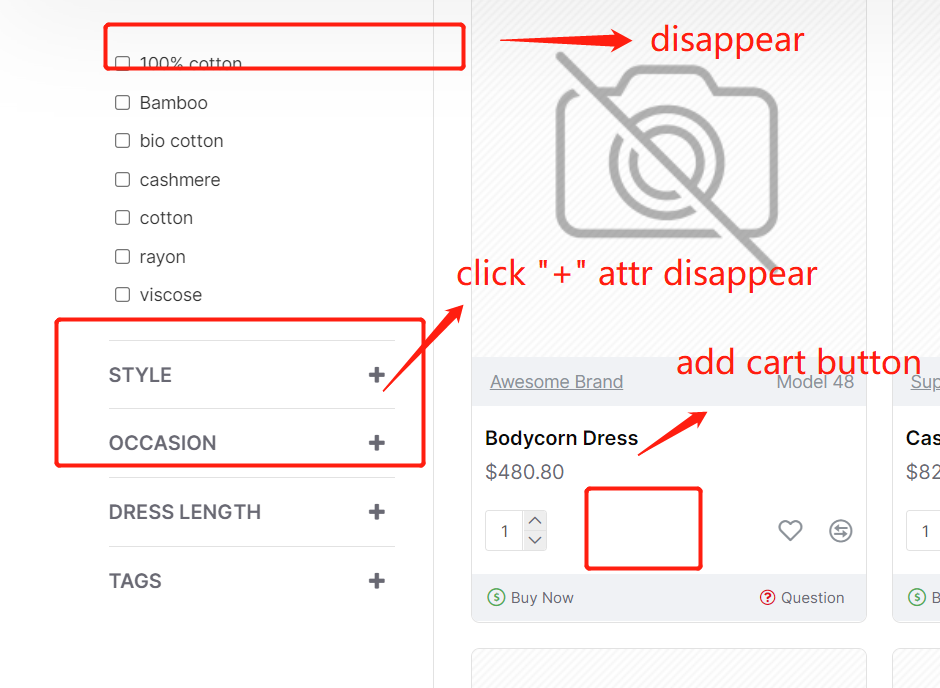 disappear
100% cotton
Bamboo
bio cotton
cashmere
cotton
rayon
viscose
click "+" attr disappear
STYLE
OCCASION
DRESS LENGTH
TAGS
add cart button
Awesome Brand
Model 48
Bodycorn Dress
$480.80
1
Buy Now
Question
Sup
Cas
$82
1
B